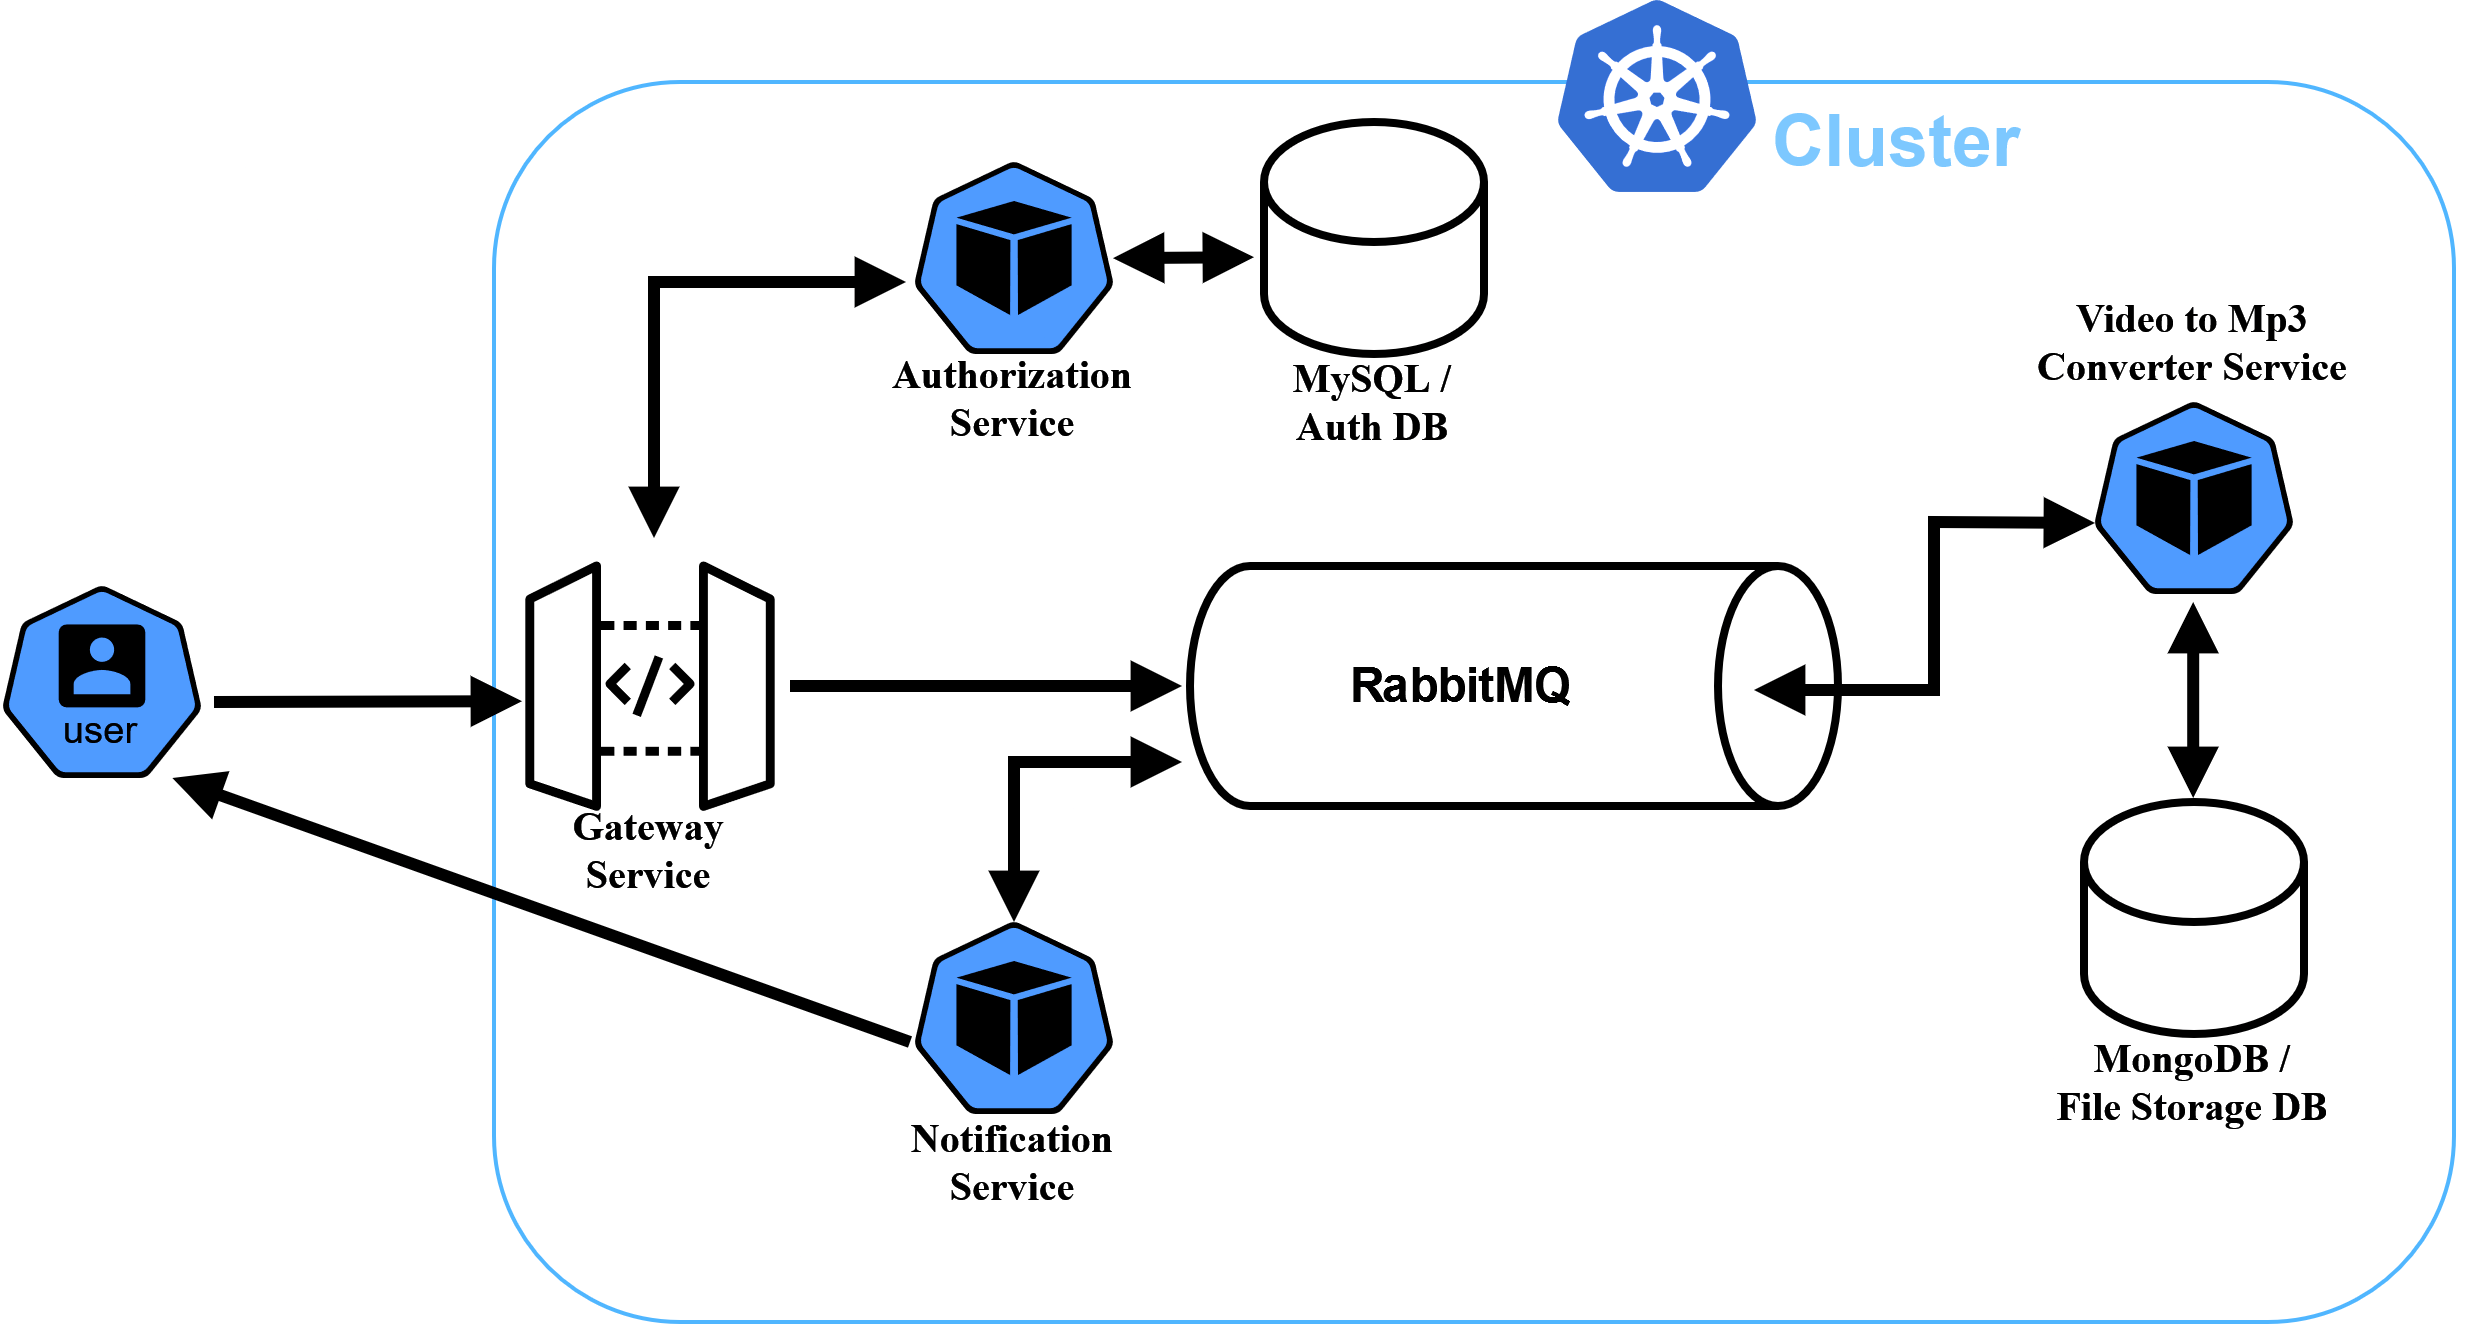 Cluster
Authorization
Service
MySQL /
Auth DB
Video to Mp3
Converter Service
user
Gateway
Service
RabbitMQ
Notification
Service
MongoDB /
File Storage DB